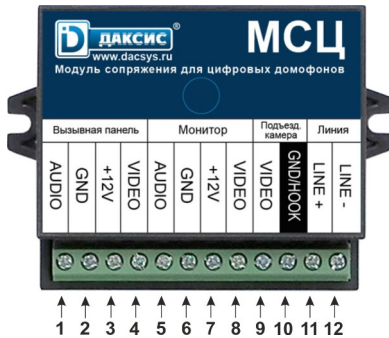 ДАКСИС®
www.dacsys.ru
МСЦ
Модуль сопряжения для цифровых домофонов
Вызывная панель
Монитор
Подъезд. камера
Линия
AUDIO
GND
+12V
VIDEO
AUDIO
GND
+12V
VIDEO
VIDEO
GND/HOOK
LINE +
LINE -
1 2 3 4 5 6 7 8 9 10 11 12